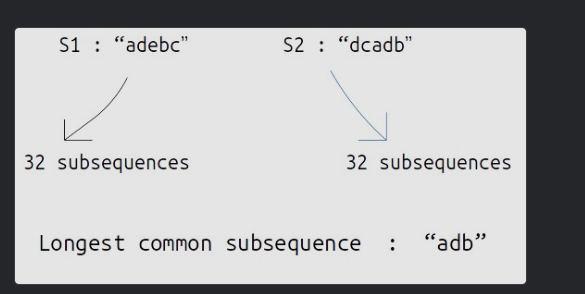 S1 : “adebc” S2 : “dcadb”
32 subsequences 32 subsequences
Longest common subsequence : “adb”